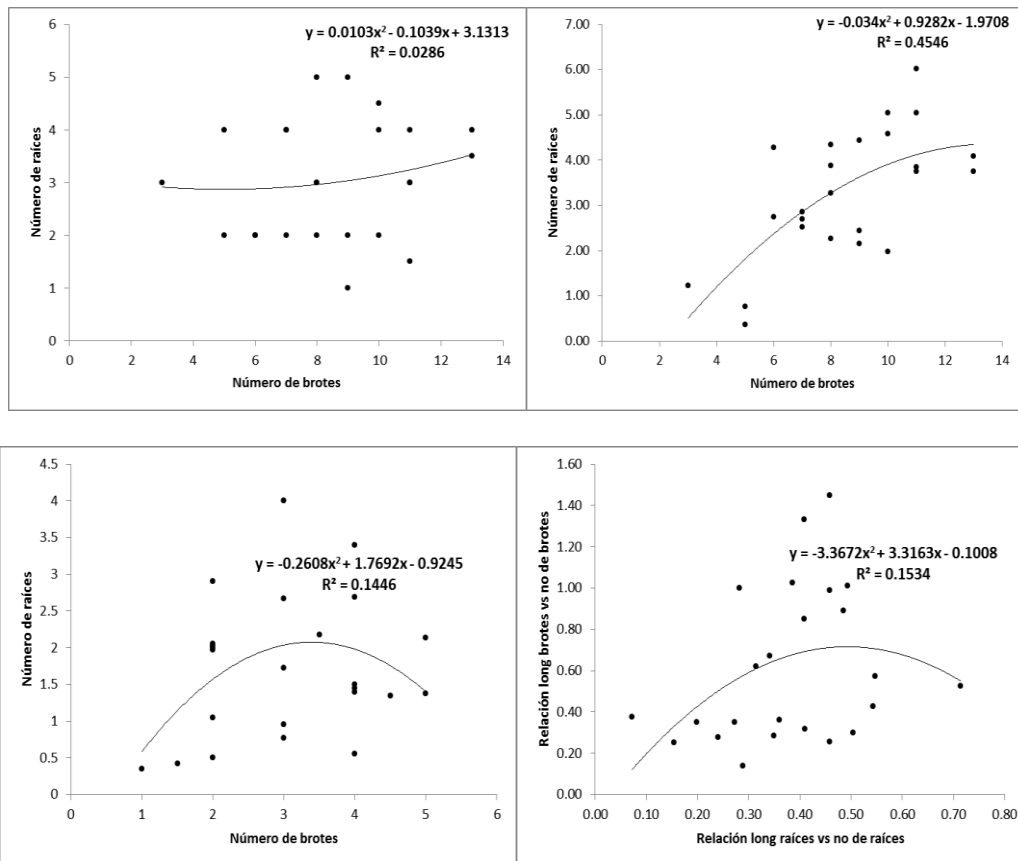 y = 0.0103x² - 0.1039x + 3.1313
R² = 0.0286
Número de raíces
6
5
4
3
2
1
0
0 2 4 6 8 10 12 14
Número de brotes
y = -0.034x² + 0.9282x - 1.9708
R² = 0.4546
Número de raíces
7.00
6.00
5.00
4.00
3.00
2.00
1.00
0.00
0 2 4 6 8 10 12 14
Número de brotes
y = -0.2608x² + 1.7692x - 0.9245
R² = 0.1446
Número de raíces
4.5
4
3.5
3
2.5
2
1.5
1
0.5
0
0 1 2 3 4 5 6
Número de brotes
y = -3.3672x² + 3.3163x - 0.1008
R² = 0.1534
Relación long brotes vs no de brotes
1.60
1.40
1.20
1.00
0.80
0.60
0.40
0.20
0.00
0.00 0.10 0.20 0.30 0.40 0.50 0.60 0.70 0.80
Relación long raíces vs no de raíces